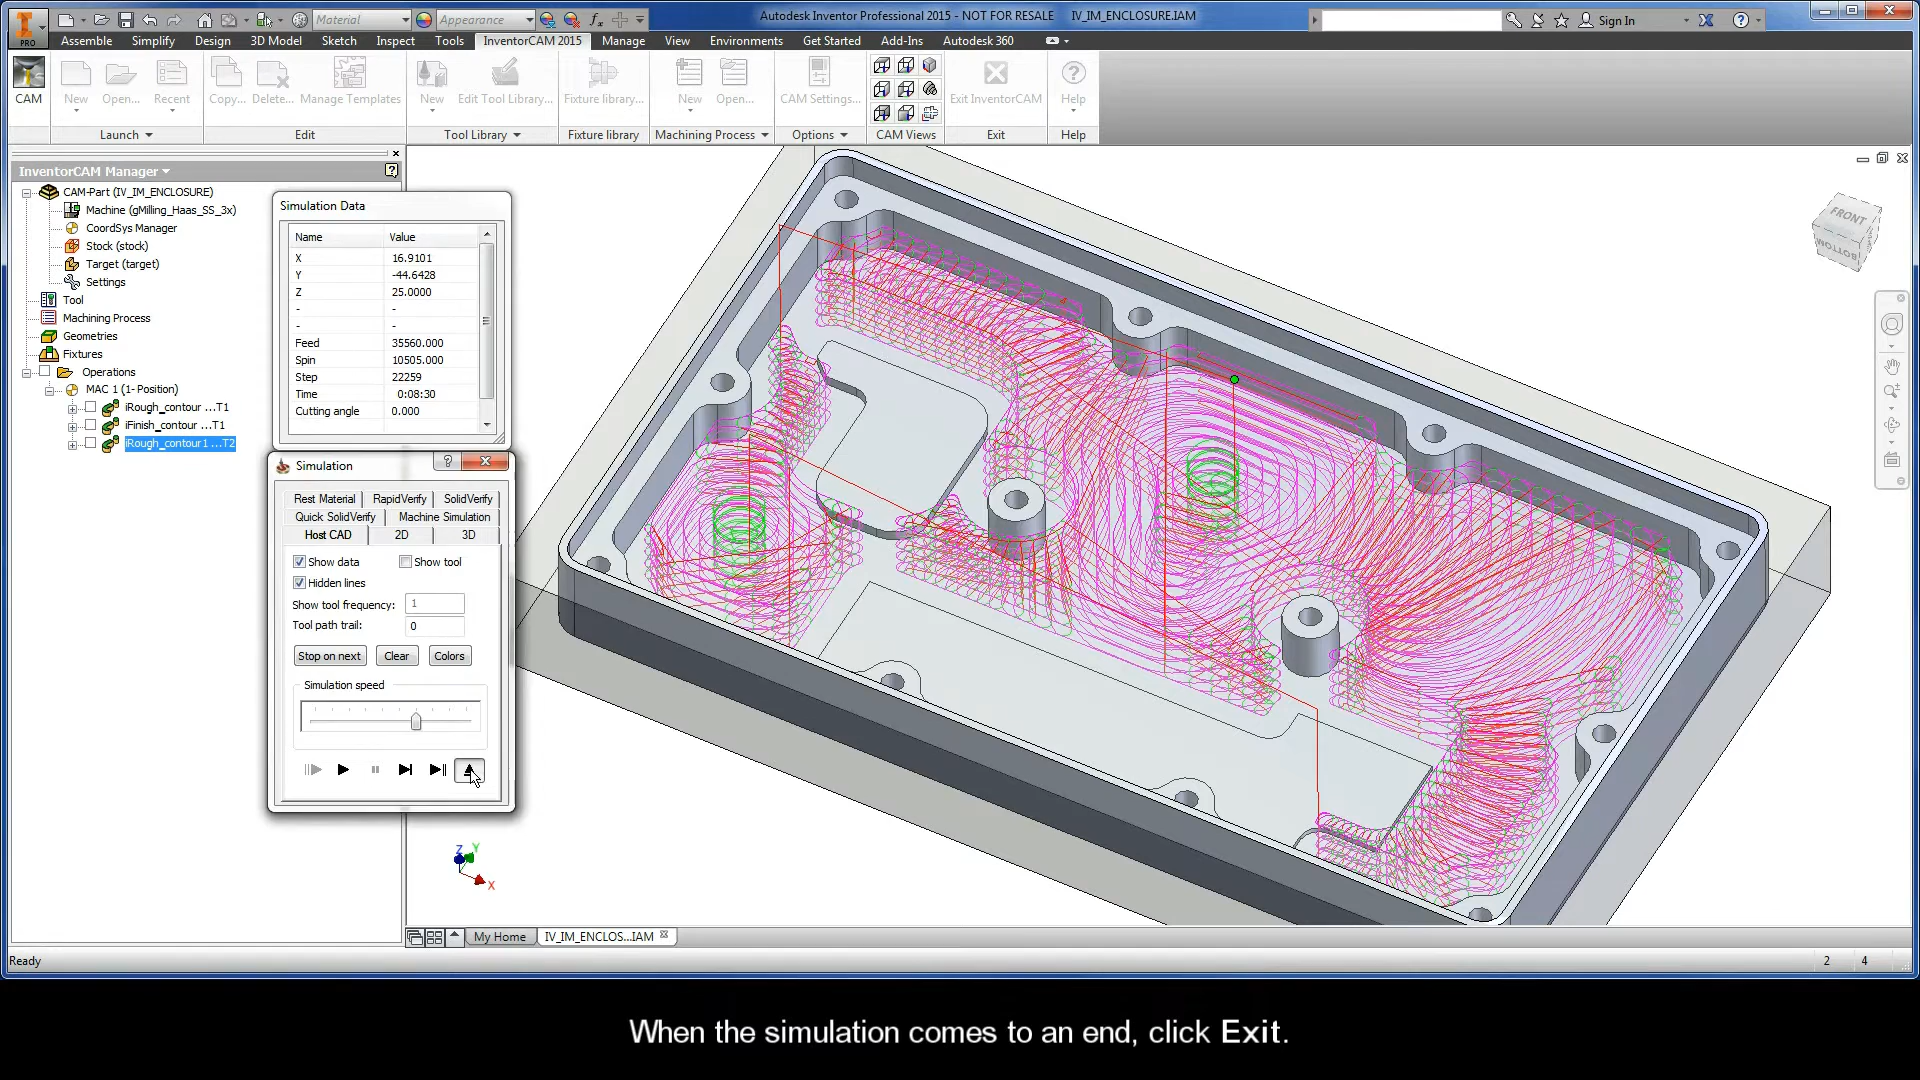 Material
Appearance
Autodesk Inventor Professional 2015 - NOT FOR RESALE IV_IM_ENCLOSURE.IAM
Sign In
PRO
Assemble Simplify Design 3D Model Sketch Inspect Tools InventorCAM 2015 Manage View Environments Get Started Add-Ins Autodesk 360
CAM New Open... Recent Copy... Delete... Manage Templates New Edit Tool Library... Fixture library... New Open... CAM Settings... Exit InventorCAM Help
Launch Edit Tool Library Fixture library Machining Process Options CAM Views Exit Help
InventorCAM Manager
CAM-Part (IV_IM_ENCLOSURE)
Machine (gMilling_Haas_SS_3x)
CoordSys Manager
Stock (stock)
Target (target)
Settings
Tool
Machining Process
Geometries
Fixtures
Operations
MAC 1 (1- Position)
iRough_contour ...T1
iFinish_contour ...T1
iRough_contour1 ...T2
Simulation Data
Name Value
X 16.9101
Y -44.6428
Z 25.0000
- -
- -
Feed 35560.000
Spin 10505.000
Step 22259
Time 0:08:30
Cutting angle 0.000
Simulation
Rest Material RapidVerify SolidVerify
Quick SolidVerify Machine Simulation
Host CAD 2D 3D
Show data Show tool
Hidden lines
Show tool frequency: 1
Tool path trail: 0
Stop on next Clear Colors
Simulation speed
FRONT
BOTTOM
Z Y
X
My Home IV_IM_ENCLOS...IAM
Ready
2 4
When the simulation comes to an end, click Exit.